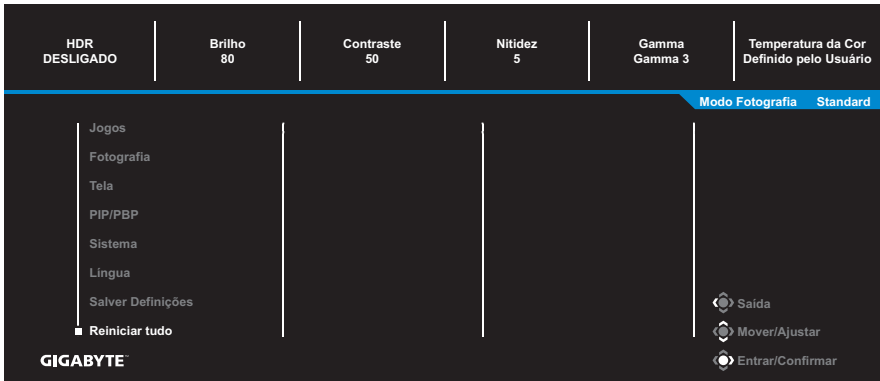 HDR
DESLIGADO
Brilho
80
Contraste
50
Nitidez
5
Gamma
Gamma 3
Temperatura da Cor
Definido pelo Usuário
Modo Fotografia Standard
Jogos
Fotografia
Tela
PIP/PBP
Sistema
Língua
Salver Definições
Reiniciar tudo
Saída
Mover/Ajustar
Entrar/Confirmar
GIGABYTE™